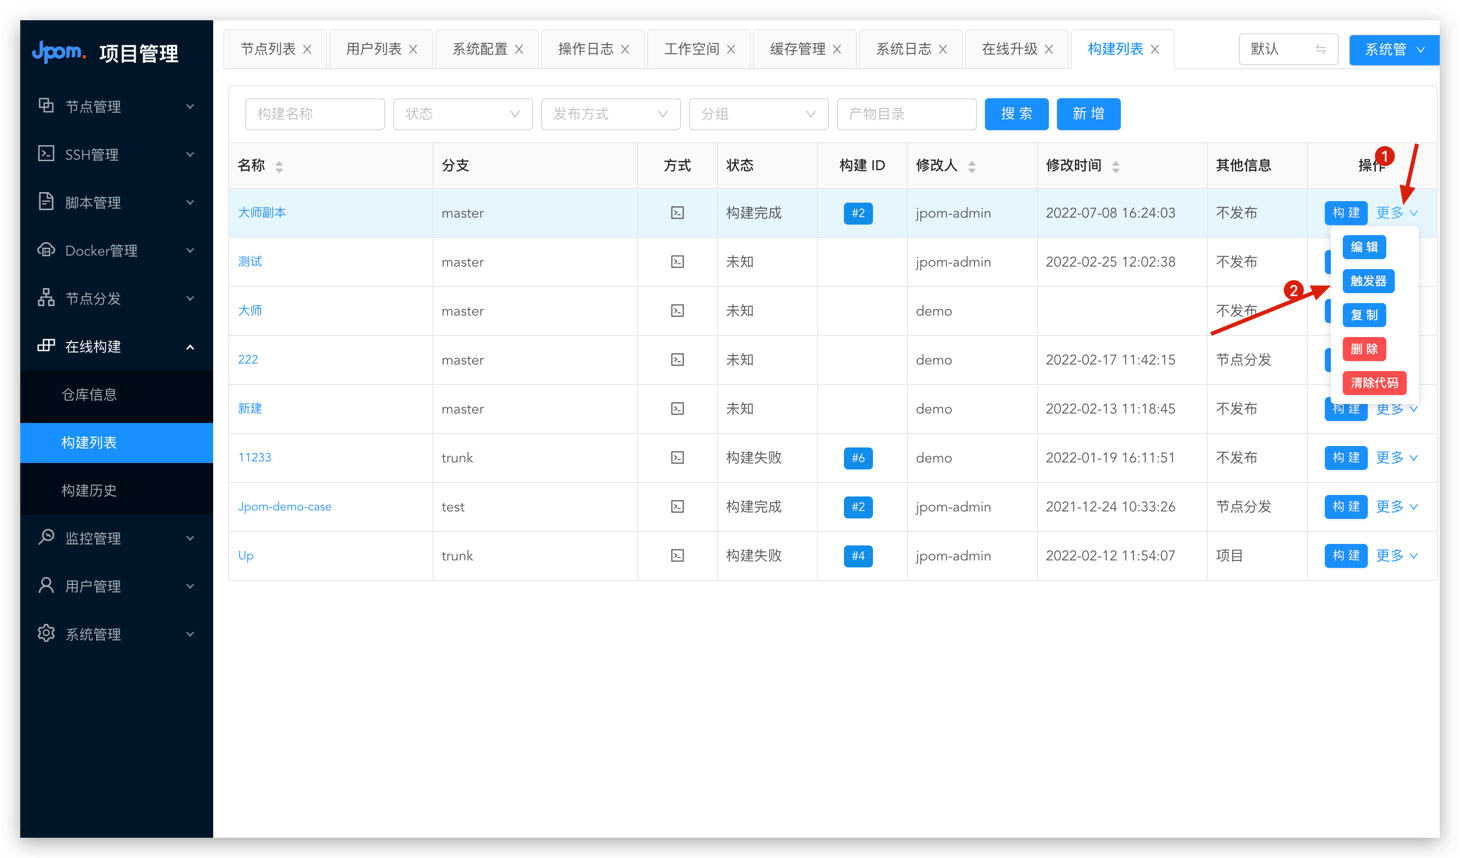 Jpom. 项目管理
节点列表 用户列表 系统配置 操作日志 工作空间 缓存管理 系统日志 在线升级 构建列表 默认 系统管
节点管理
SSH管理
脚本管理
Docker管理
节点分发
在线构建
仓库信息
构建列表
构建历史
监控管理
用户管理
系统管理
构建名称 状态 发布方式 分组 产物目录 搜 索 新 增
名称 分支 方式 状态 构建 ID 修改人 修改时间 其他信息 操作 1
大师副本 master 构建完成 #2 jpom-admin 2022-07-08 16:24:03 不发布 构 建 更多
测试 master 未知 jpom-admin 2022-02-25 12:02:38 不发布
大师 master 未知 demo 不发布
222 master 未知 demo 2022-02-17 11:42:15 节点分发
新建 master 未知 demo 2022-02-13 11:18:45 不发布 构 建 更多
11233 trunk 构建失败 #6 demo 2022-01-19 16:11:51 不发布 构 建 更多
Jpom-demo-case test 构建完成 #2 jpom-admin 2021-12-24 10:33:26 节点分发 构 建 更多
Up trunk 构建失败 #4 jpom-admin 2022-02-12 11:54:07 项目 构 建 更多
编 辑
2 触发器
复 制
删 除
清除代码